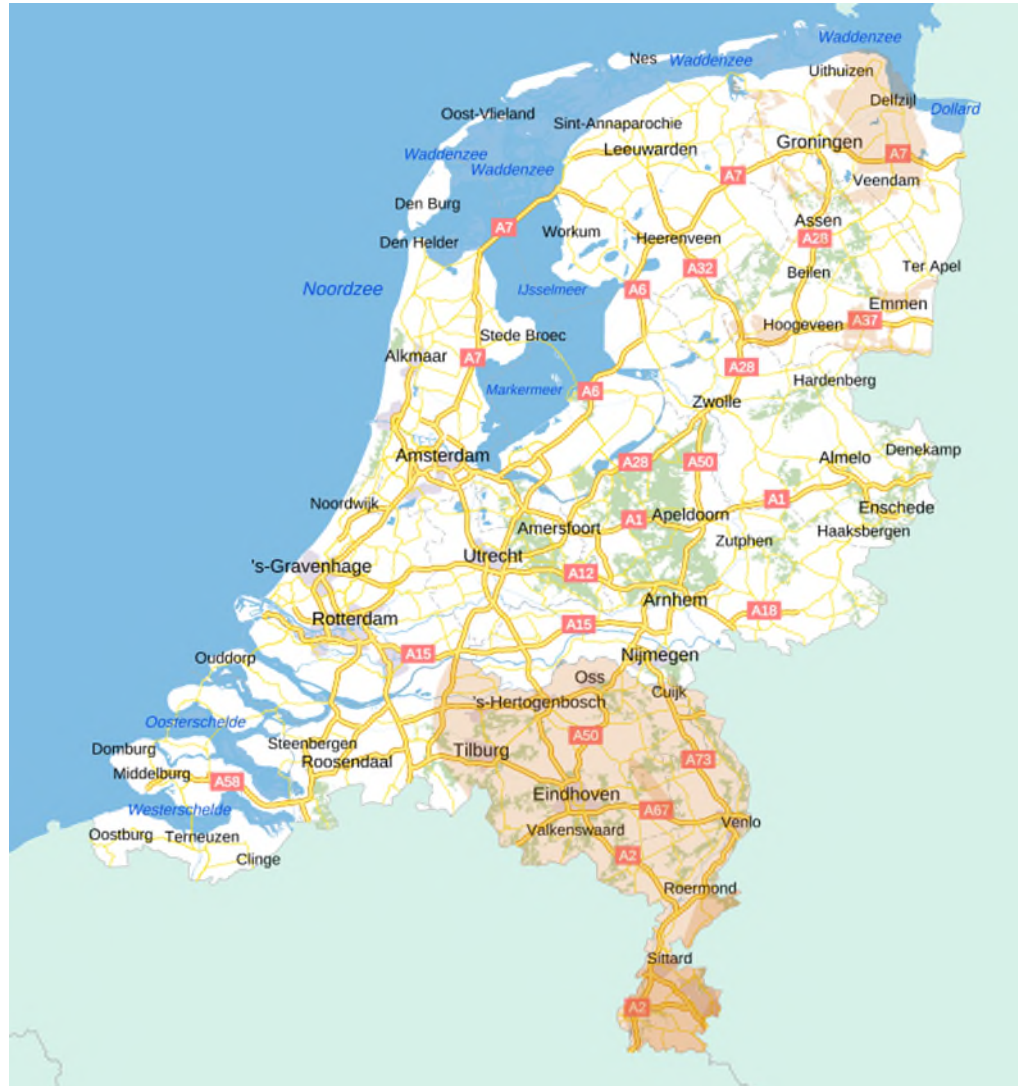 Waddenzee
Nes
Waddenzee
Uithuizen
Delfzijl
Oost-Vlieland
Sint-Annaparochie
Dollard
Groningen
Leeuwarden
Waddenzee
A7
Waddenzee
A7
Veendam
Den Burg
Assen
A7
Workum
Den Helder
Heerenveen
A28
A32
Beilen
Ter Apel
Noordzee
IJsselmeer
A6
Emmen
Hoogeveen
A37
Stede Broec
Alkmaar
A7
A28
Hardenberg
Markermeer
A6
Zwolle
Denekamp
Amsterdam
A28
A50
Almelo
Noordwijk
A1
Enschede
Amersfoort
A1
Apeldoorn
Haaksbergen
Zutphen
Utrecht
's-Gravenhage
A12
Arnhem
A18
Rotterdam
A15
A15
Nijmegen
Ouddorp
Oss
Cuijk
's-Hertogenbosch
Oosterschelde
A50
Steenbergen
Domburg
Tilburg
Roosendaal
A73
Middelburg
A58
Eindhoven
Westerschelde
A67
Venlo
Oostburg
Terneuzen
Valkenswaard
Clinge
A2
Roermond
Sittard
A2